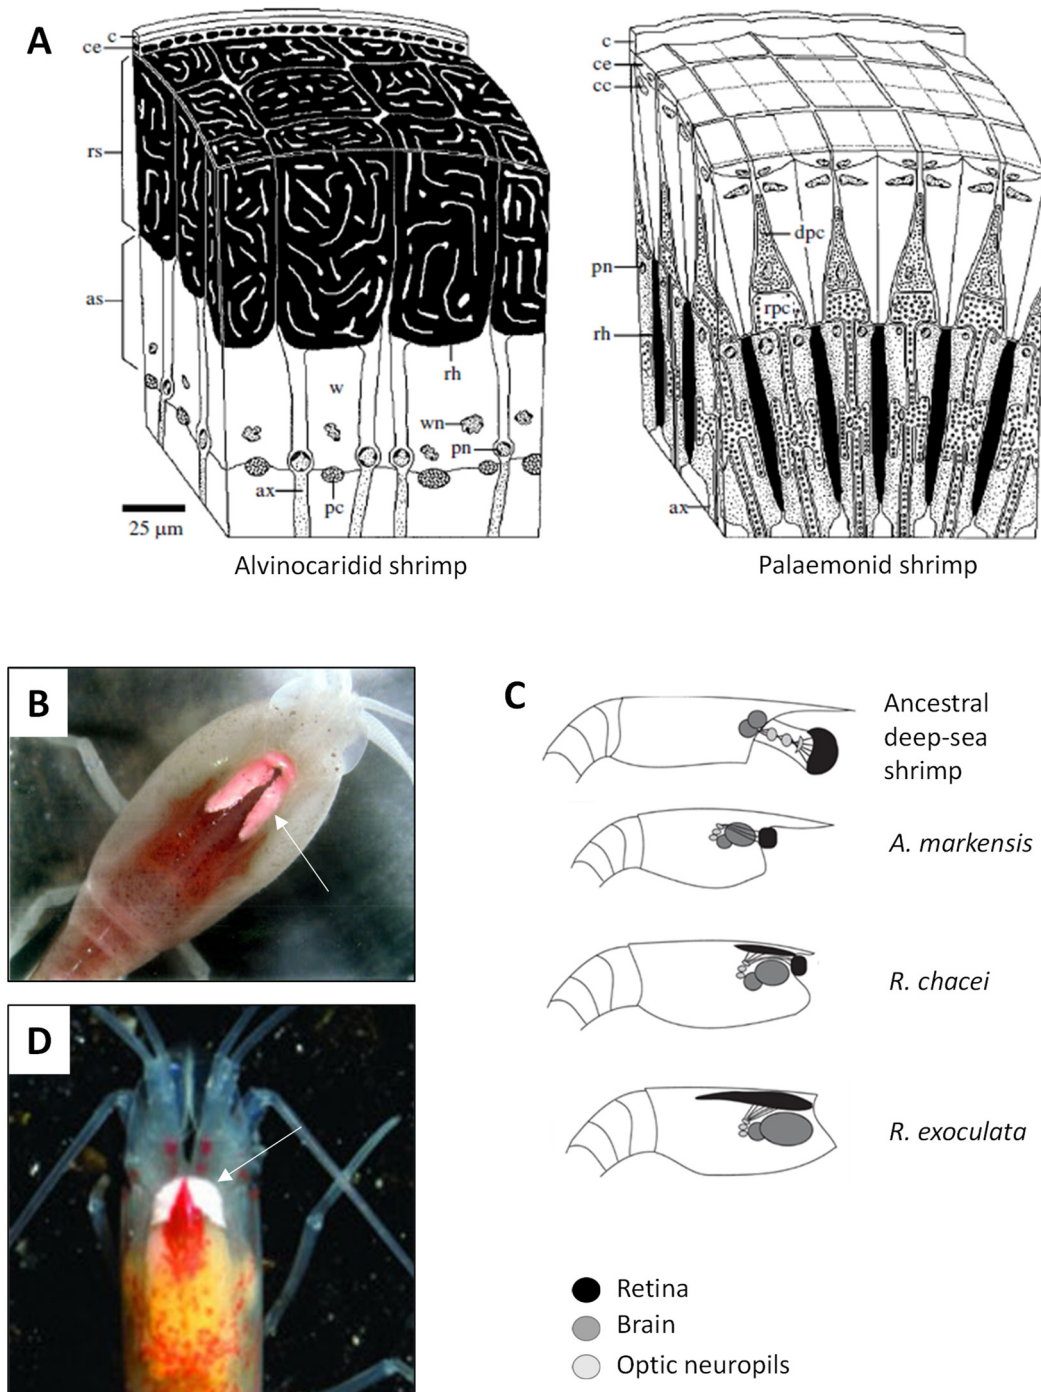 A
c
ce
rs
as
rh
w
wn
pn
ax
pc
25 µm
Alvinocaridid shrimp
c
ce
cc
dpc
pn
rpc
rh
ax
Palaemonid shrimp
B
C
Ancestral
deep-sea
shrimp
A. markensis
R. chacei
R. exoculata
D
Retina
Brain
Optic neuropils